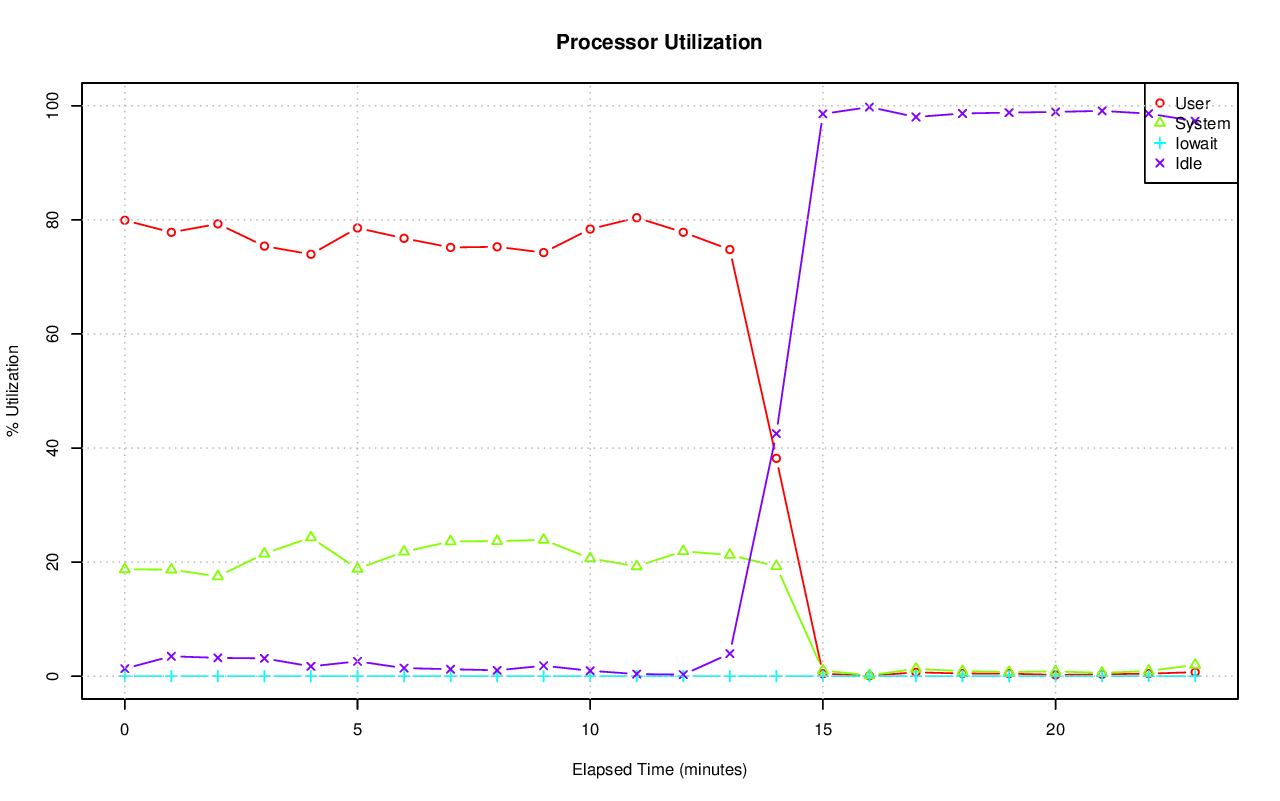 Processor Utilization
% Utilization
100
80
60
40
20
0
User
System
Iowait
Idle
0 5 10 15 20
Elapsed Time (minutes)